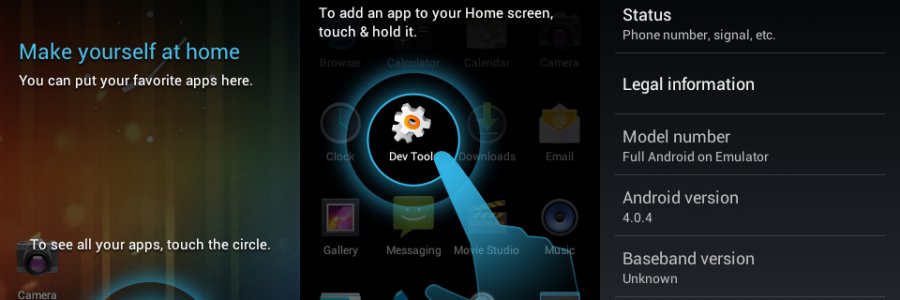 Make yourself at home
You can put your favorite apps here.
To see all your apps, touch the circle.
Camera
To add an app to your Home screen,
touch & hold it.
Browser
Calculator
Calendar
Camera
Clock
Dev Tools
Downloads
Email
Gallery
Messaging
Movie Studio
Music
Status
Phone number, signal, etc.
Legal information
Model number
Full Android on Emulator
Android version
4.0.4
Baseband version
Unknown